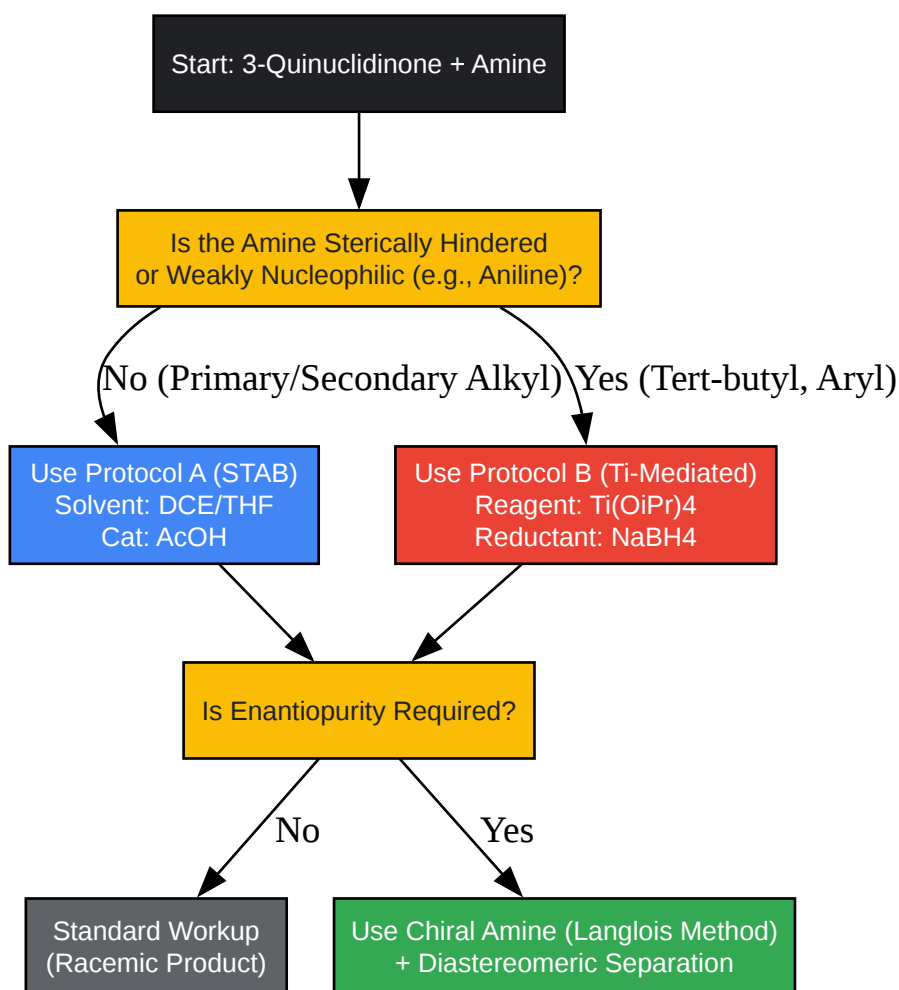 Start: 3-Quinuclidinone + Amine
Is the Amine Sterically Hindered
or Weakly Nucleophilic (e.g., Aniline)?
No (Primary/Secondary Alkyl)
Yes (Tert-butyl, Aryl)
Use Protocol A (STAB)
Solvent: DCE/THF
Cat: AcOH
Use Protocol B (Ti-Mediated)
Reagent: Ti(OiPr)4
Reductant: NaBH4
Is Enantiopurity Required?
No
Yes
Standard Workup
(Racemic Product)
Use Chiral Amine (Langlois Method)
+ Diastereomeric Separation